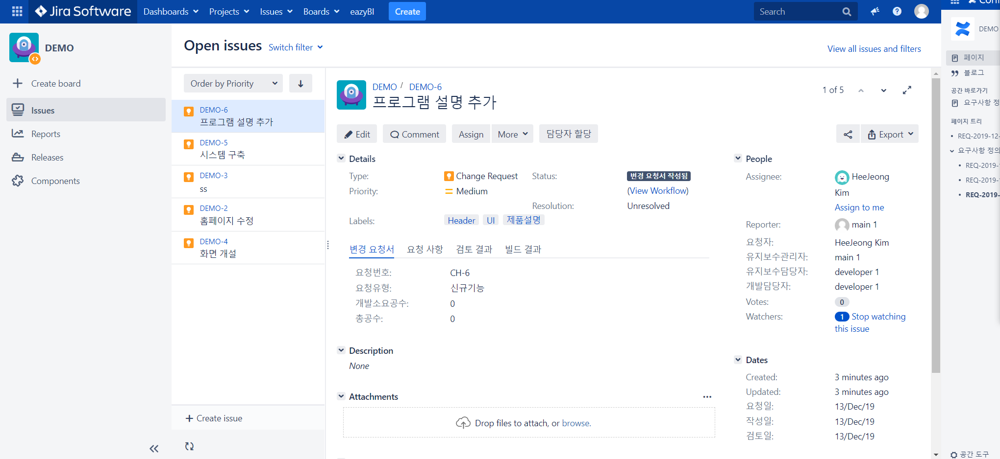 Jira Software Dashboards Projects Issues Boards eazyBI Create Search
DEMO
Create board
Issues
Reports
Releases
Components
Open issues Switch filter
View all issues and filters
Order by Priority
DEMO-6
프로그램 설명 추가
DEMO-5
시스템 구축
DEMO-3
ss
DEMO-2
홈페이지 수정
DEMO-4
화면 개설
Create issue
DEMO / DEMO-6
프로그램 설명 추가
1 of 5
Edit Comment Assign More 담당자 할당
Export
Details
Type: Change Request Status: 변경 요청서 작성됨
Priority: Medium (View Workflow)
Resolution: Unresolved
Labels: Header UI 제품설명
변경 요청서 요청 사항 검토 결과 빌드 결과
요청번호: CH-6
요청유형: 신규기능
개발소요공수: 0
총공수: 0
Description
None
Attachments
Drop files to attach, or browse.
People
Assignee: HeeJeong
Kim
Assign to me
Reporter: main 1
요청자: HeeJeong Kim
유지보수관리자: main 1
유지보수담당자: developer 1
개발담당자: developer 1
Votes: 0
Watchers: 1 Stop watching
this issue
Dates
Created: 3 minutes ago
Updated: 3 minutes ago
요청일: 13/Dec/19
작성일: 13/Dec/19
검토일: 13/Dec/19
DEMO
페이지
블로그
공간 바로가기
요구사항 정
페이지 트리
REQ-2019-12-
요구사항 정의
REQ-2019-
REQ-2019-
REQ-2019-
공간 도구